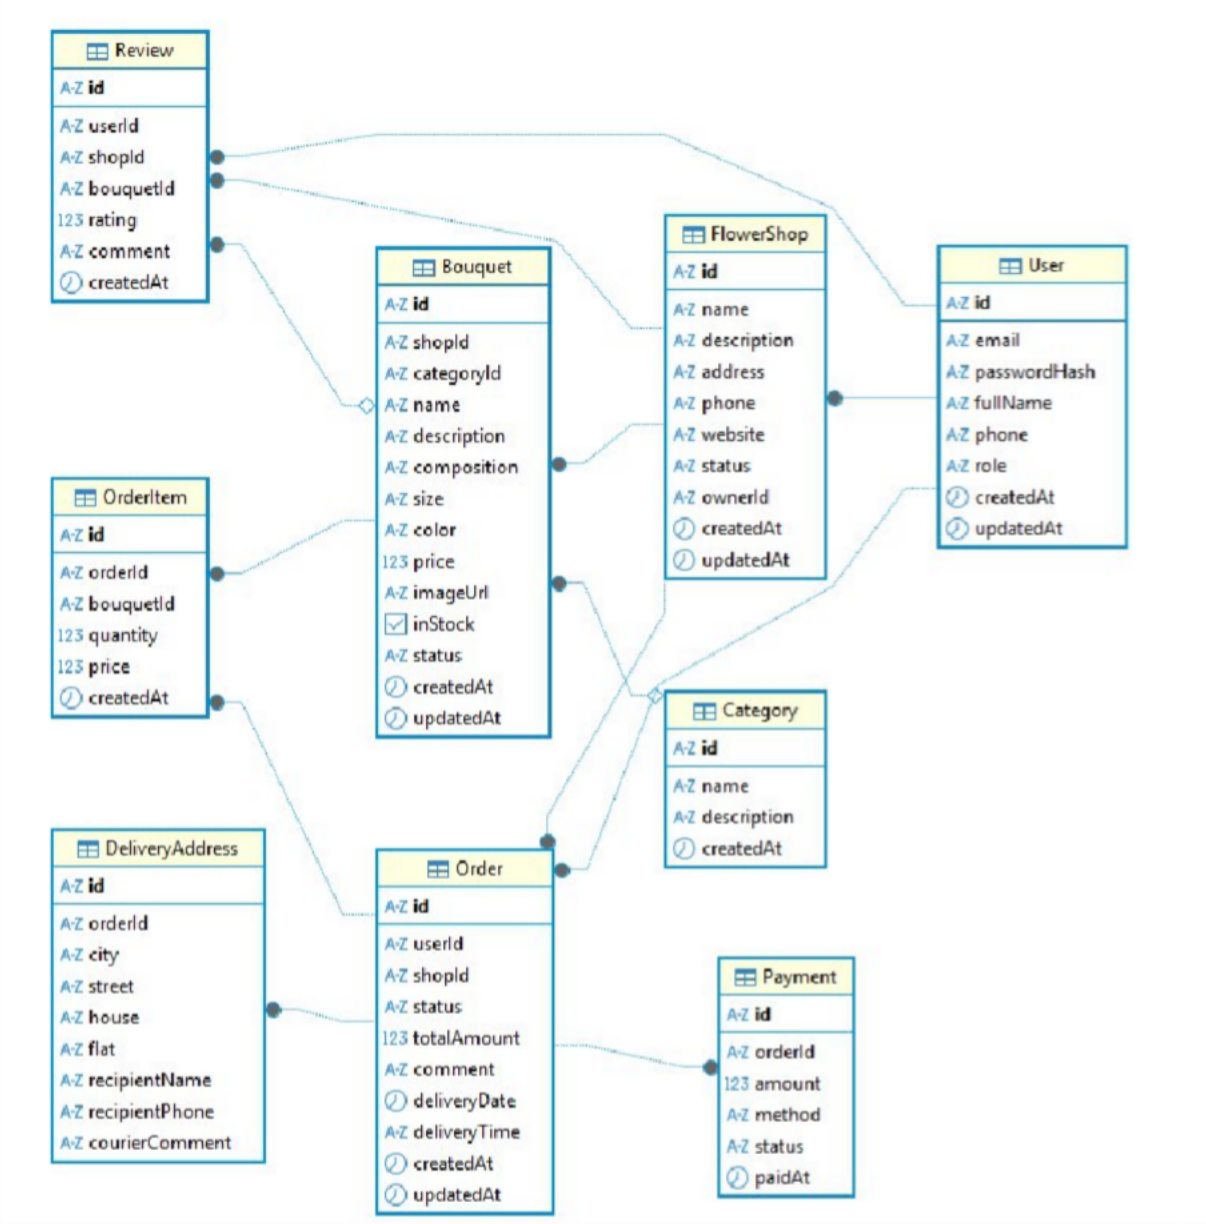 Review
A-Z id
A-Z userId
A-Z shopId
A-Z bouquetId
123 rating
A-Z comment
createdAt
Bouquet
A-Z id
A-Z shopId
A-Z categoryId
A-Z name
A-Z description
A-Z composition
A-Z size
A-Z color
123 price
A-Z imageUrl
inStock
A-Z status
createdAt
updatedAt
FlowerShop
A-Z id
A-Z name
A-Z description
A-Z address
A-Z phone
A-Z website
A-Z status
A-Z ownerId
createdAt
updatedAt
User
A-Z id
A-Z email
A-Z passwordHash
A-Z fullName
A-Z phone
A-Z role
createdAt
updatedAt
OrderItem
A-Z id
A-Z orderId
A-Z bouquetId
123 quantity
123 price
createdAt
Category
A-Z id
A-Z name
A-Z description
createdAt
DeliveryAddress
A-Z id
A-Z orderId
A-Z city
A-Z street
A-Z house
A-Z flat
A-Z recipientName
A-Z recipientPhone
A-Z courierComment
Order
A-Z id
A-Z userId
A-Z shopId
A-Z status
123 totalAmount
A-Z comment
deliveryDate
A-Z deliveryTime
createdAt
updatedAt
Payment
A-Z id
A-Z orderId
123 amount
A-Z method
A-Z status
paidAt